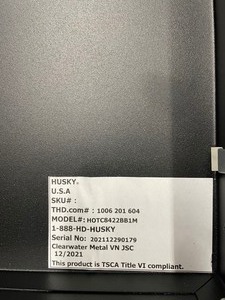 HUSKY®
U.S.A
SKU# :
THD.com# : 1006 201 604
MODEL#: HOTC8422BB1M
1-888-HD-HUSKY
Serial No: 202112290179
Clearwater Metal VN JSC
12/2021
This product is TSCA Title VI compliant.